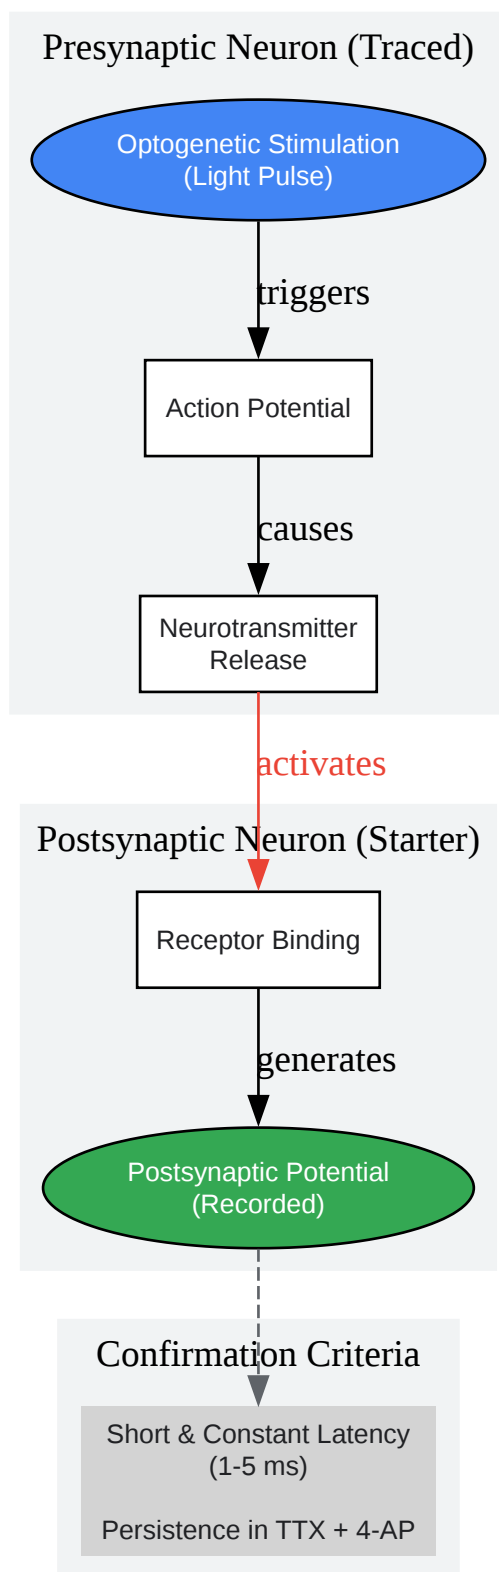 Presynaptic Neuron (Traced)
Optogenetic Stimulation
(Light Pulse)
triggers
Action Potential
causes
Neurotransmitter
Release
activates
Postsynaptic Neuron (Starter)
Receptor Binding
generates
Postsynaptic Potential
(Recorded)
Confirmation Criteria
Short & Constant Latency
(1-5 ms)
Persistence in TTX + 4-AP